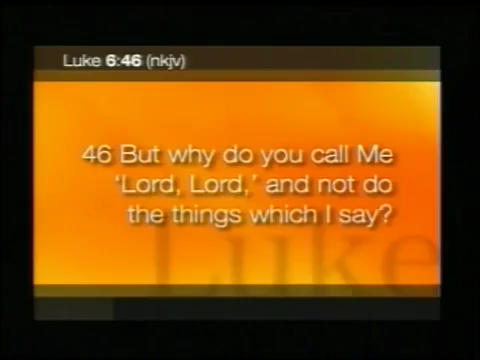 Luke 6:46 (nkjv)
46 But why do you call Me
‘Lord, Lord,’ and not do
the things which I say?
Luke